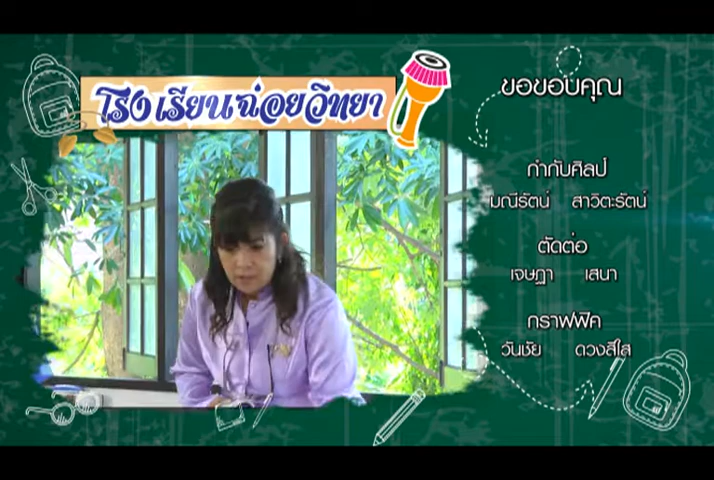 โรงเรียนฉ่อยวิทยา
ขอขอบคุณ
กำกับศิลป์
มณีรัตน์ สาวิตะรัตน์
ตัดต่อ
เจษฎา เสนา
กราฟฟิค
วันชัย ดวงสีใส